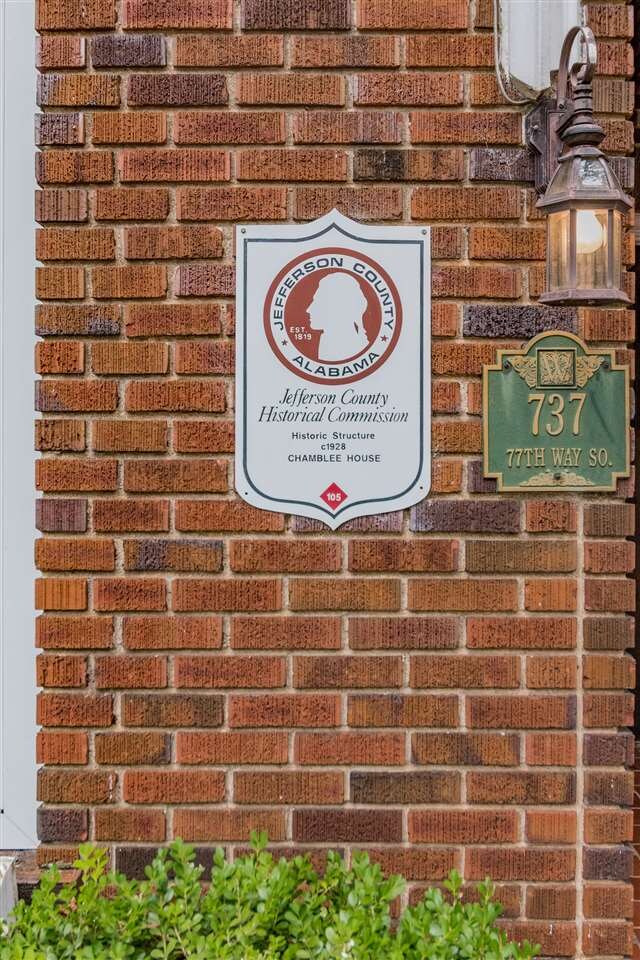 JEFFERSON COUNTY
EST.
1819
★ ALABAMA ★
Jefferson County
Historical Commission
Historic Structure
c1928
CHAMBLEE HOUSE
105
W
737
77TH WAY SO.